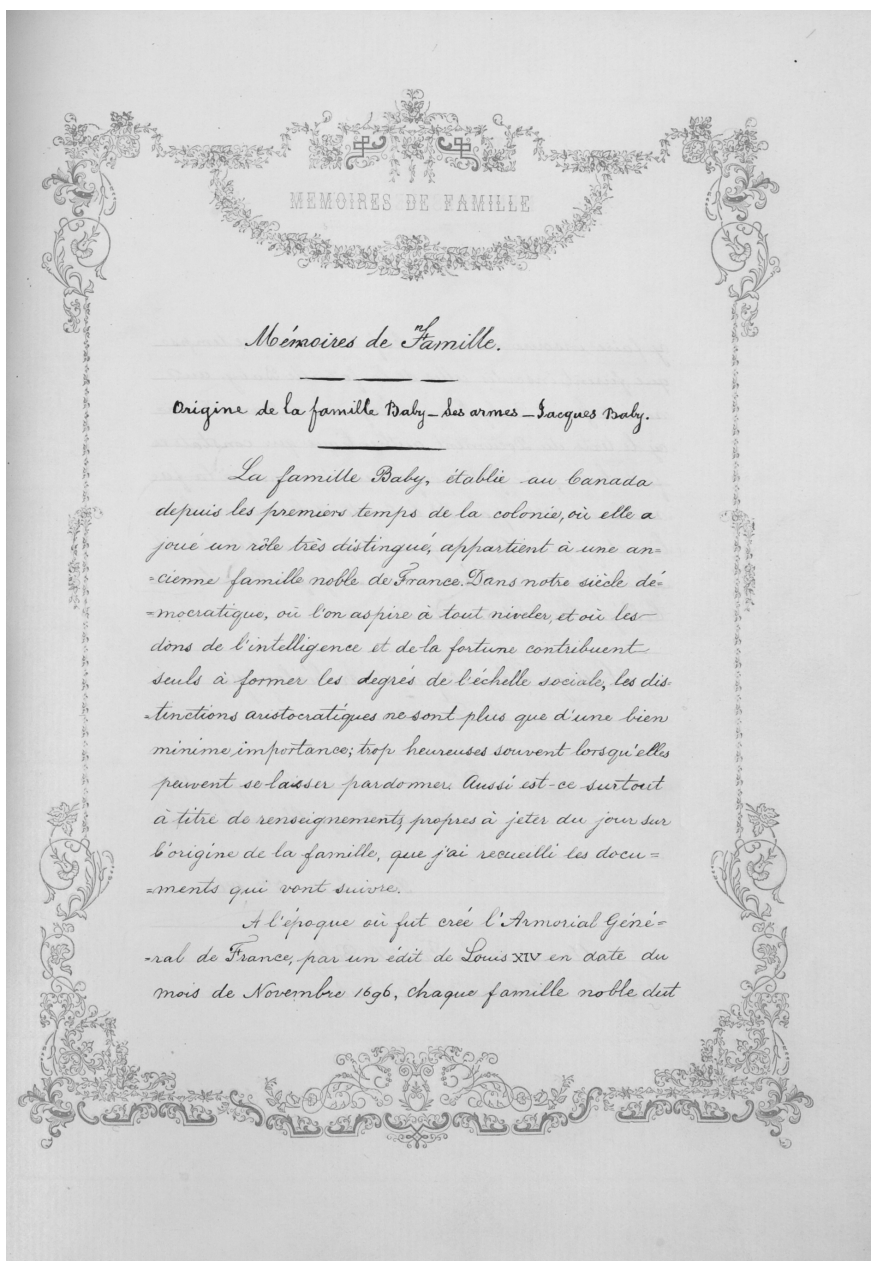 MEMOIRES DE FAMILLE
Mémoires de Famille.
Origine de la famille Baby – Ses armes – Jacques Baby.
La famille Baby, établie au Canada
depuis les premiers temps de la colonie, où elle a
joué un rôle très distingué, appartient à une an=
=cienne famille noble de France. Dans notre siècle dé=
=mocratique, où l'on aspire à tout niveler, et où les
dons de l'intelligence et de la fortune contribuent
seuls à former les degrés de l'échelle sociale, les dis=
=tinctions aristocratiques ne sont plus que d'une bien
minime importance; trop heureuses souvent lorsqu'elles
peuvent se laisser pardonner. Aussi est-ce surtout
à titre de renseignements, propres à jeter du jour sur
l'origine de la famille, que j'ai recueilli les docu=
=ments qui vont suivre.
A l'époque où fut créé l'Armorial Géné=
=ral de France, par un édit de Louis XIV en date du
mois de Novembre 1696, chaque famille noble dut